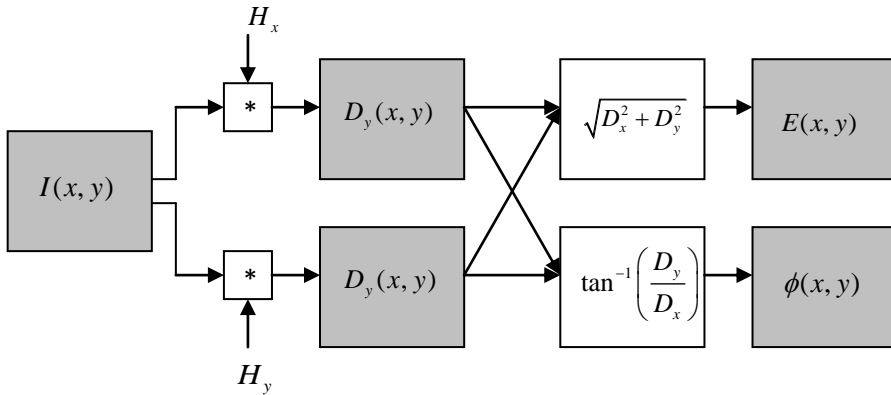 H_x
I(x, y)
*
D_y(x, y)
√(D_x^2 + D_y^2)
E(x, y)
*
D_y(x, y)
tan^{-1}(D_y/D_x)
ϕ(x, y)
H_y